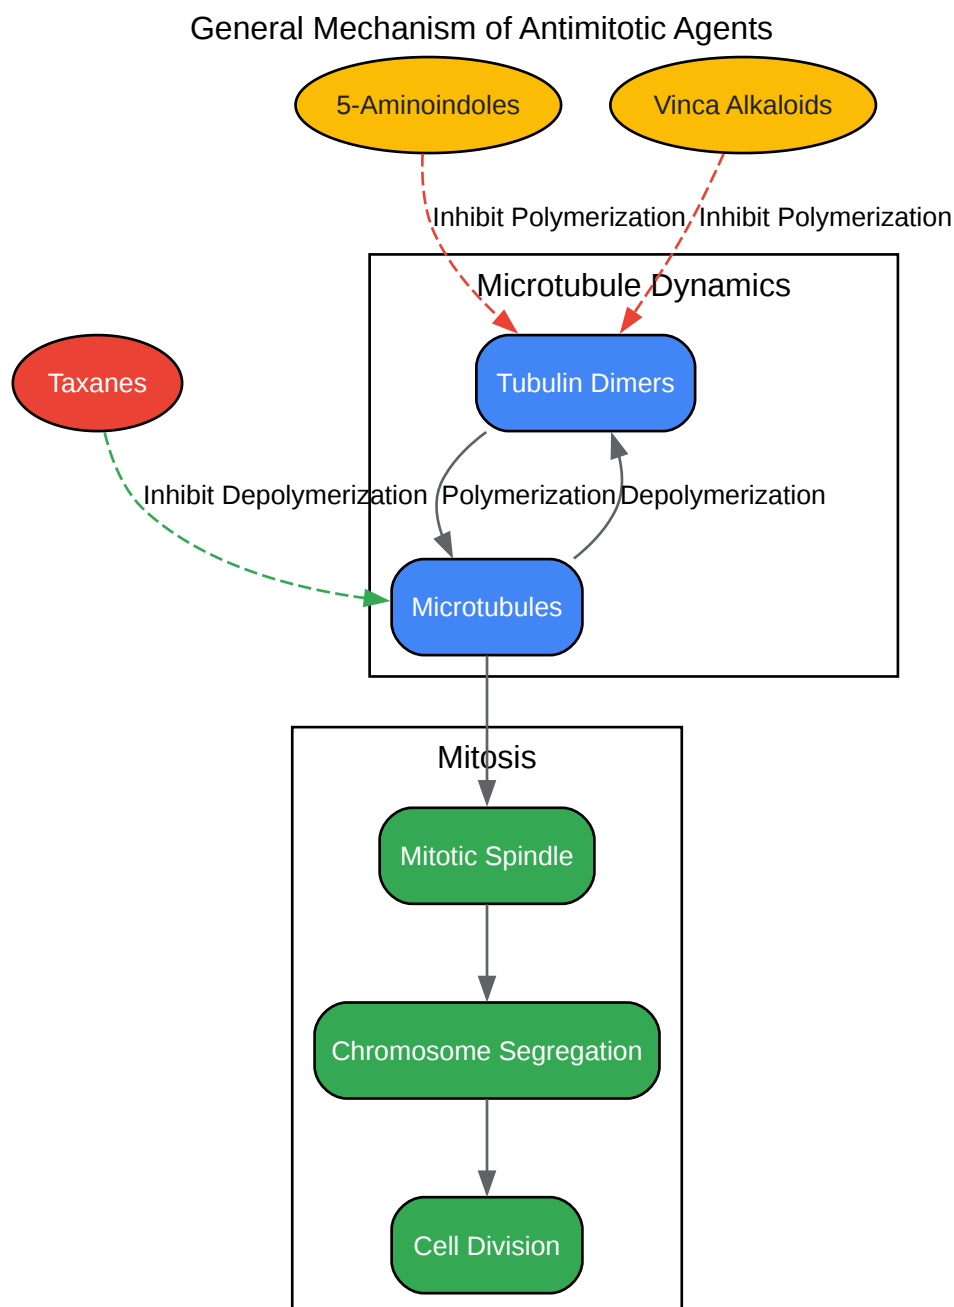 General Mechanism of Antimitotic Agents
5-Aminoindoles
Vinca Alkaloids
Inhibit Polymerization
Inhibit Polymerization
Microtubule Dynamics
Taxanes
Tubulin Dimers
Inhibit Depolymerization
Polymerization
Depolymerization
Microtubules
Mitosis
Mitotic Spindle
Chromosome Segregation
Cell Division